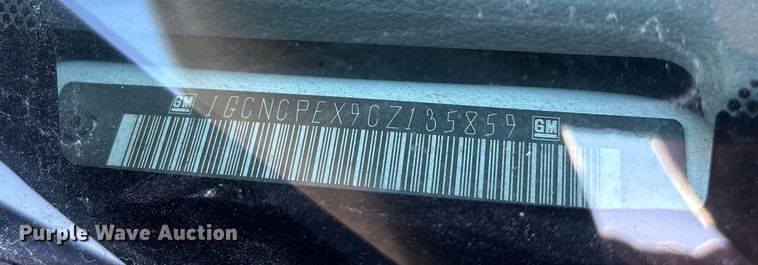 GM 1GCNCPEX9CZ135859 GM
Purple Wave Auction